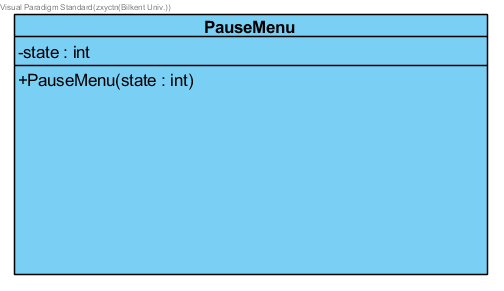 Visual Paradigm Standard(zxyctn(Bilkent Univ.))
PauseMenu
-state : int
+PauseMenu(state : int)